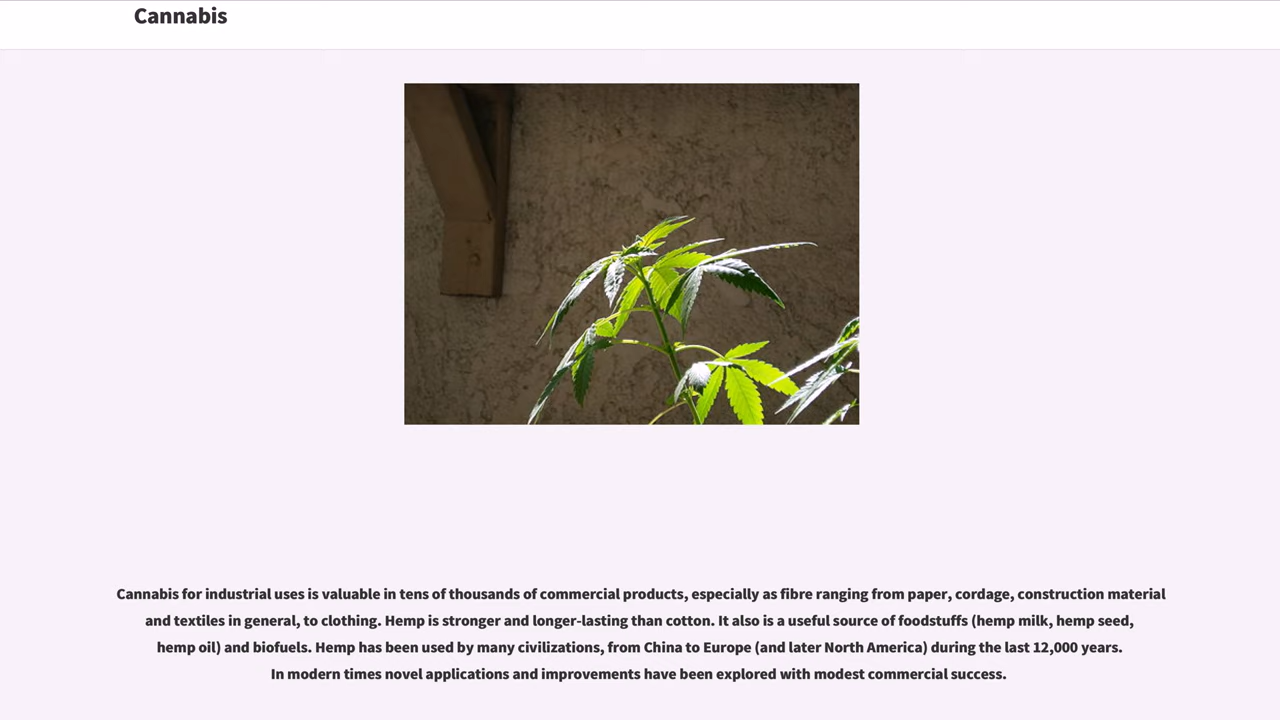 Cannabis
Cannabis for industrial uses is valuable in tens of thousands of commercial products, especially as fibre ranging from paper, cordage, construction material
and textiles in general, to clothing. Hemp is stronger and longer-lasting than cotton. It also is a useful source of foodstuffs (hemp milk, hemp seed,
hemp oil) and biofuels. Hemp has been used by many civilizations, from China to Europe (and later North America) during the last 12,000 years.
In modern times novel applications and improvements have been explored with modest commercial success.